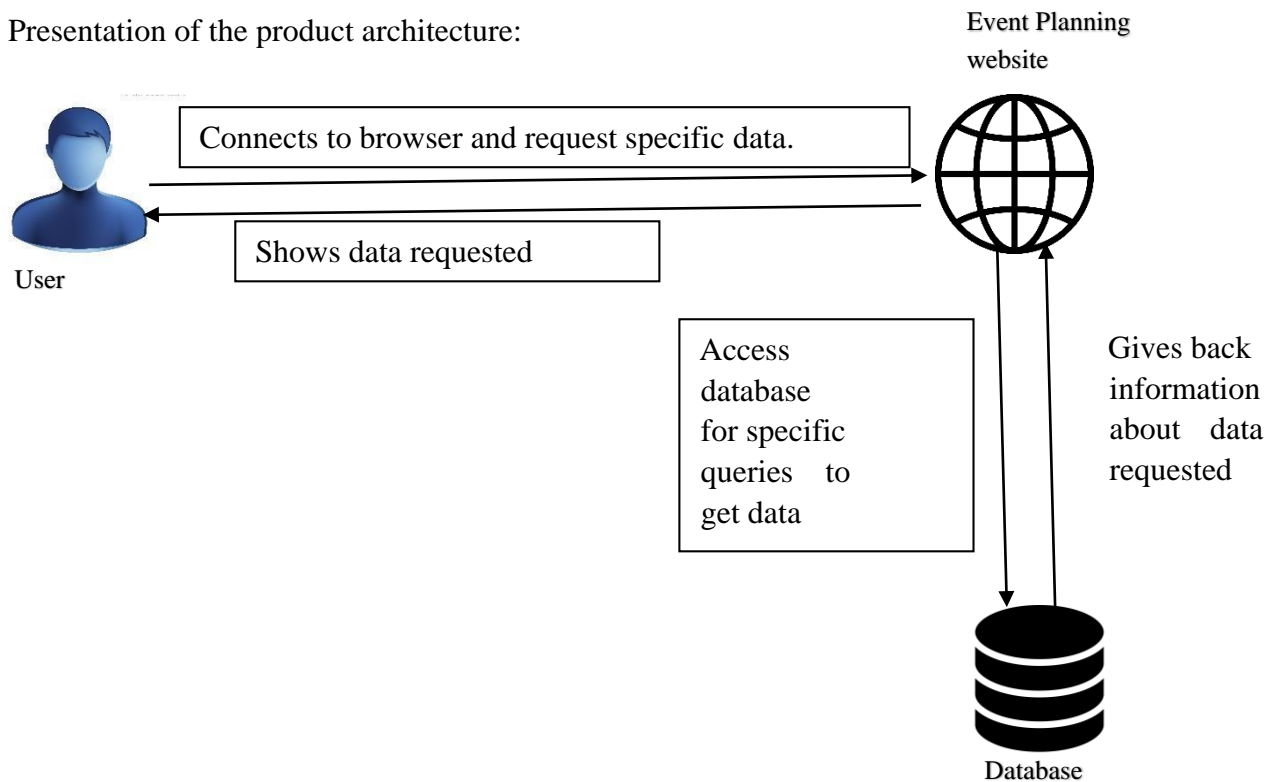 Presentation of the product architecture:
Event Planning
website
Connects to browser and request specific data.
Shows data requested
User
Access
database
for specific
queries to
get data
Gives back
information
about data
requested
Database